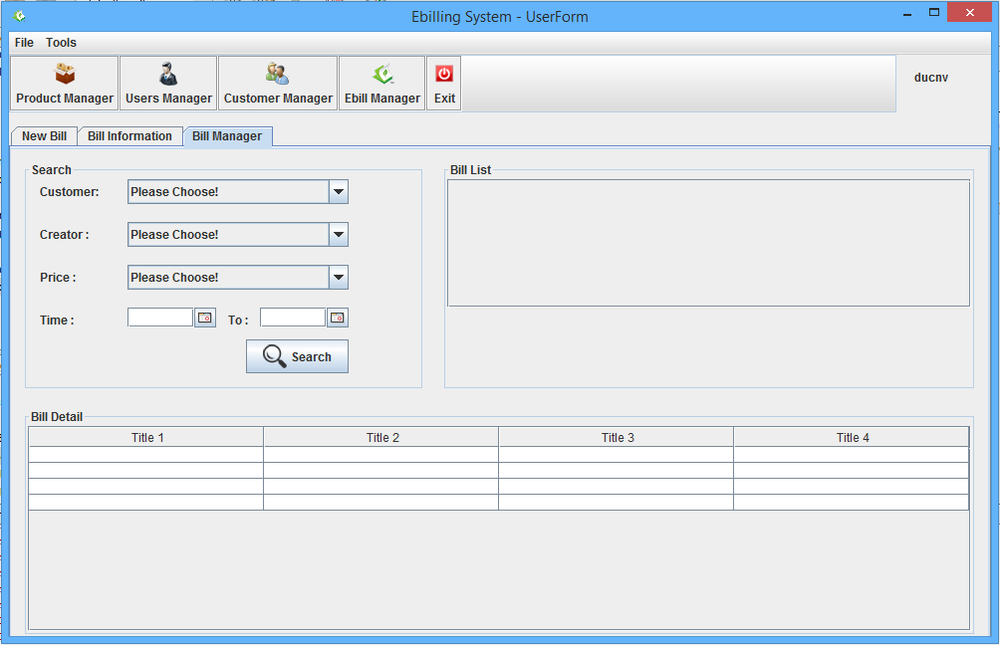 Ebilling System - UserForm
File Tools
Product Manager Users Manager Customer Manager Ebill Manager Exit ducnv
New Bill Bill Information Bill Manager
Search
Customer: Please Choose!
Creator : Please Choose!
Price : Please Choose!
Time : To :
Search
Bill List
Bill Detail
Title 1 Title 2 Title 3 Title 4